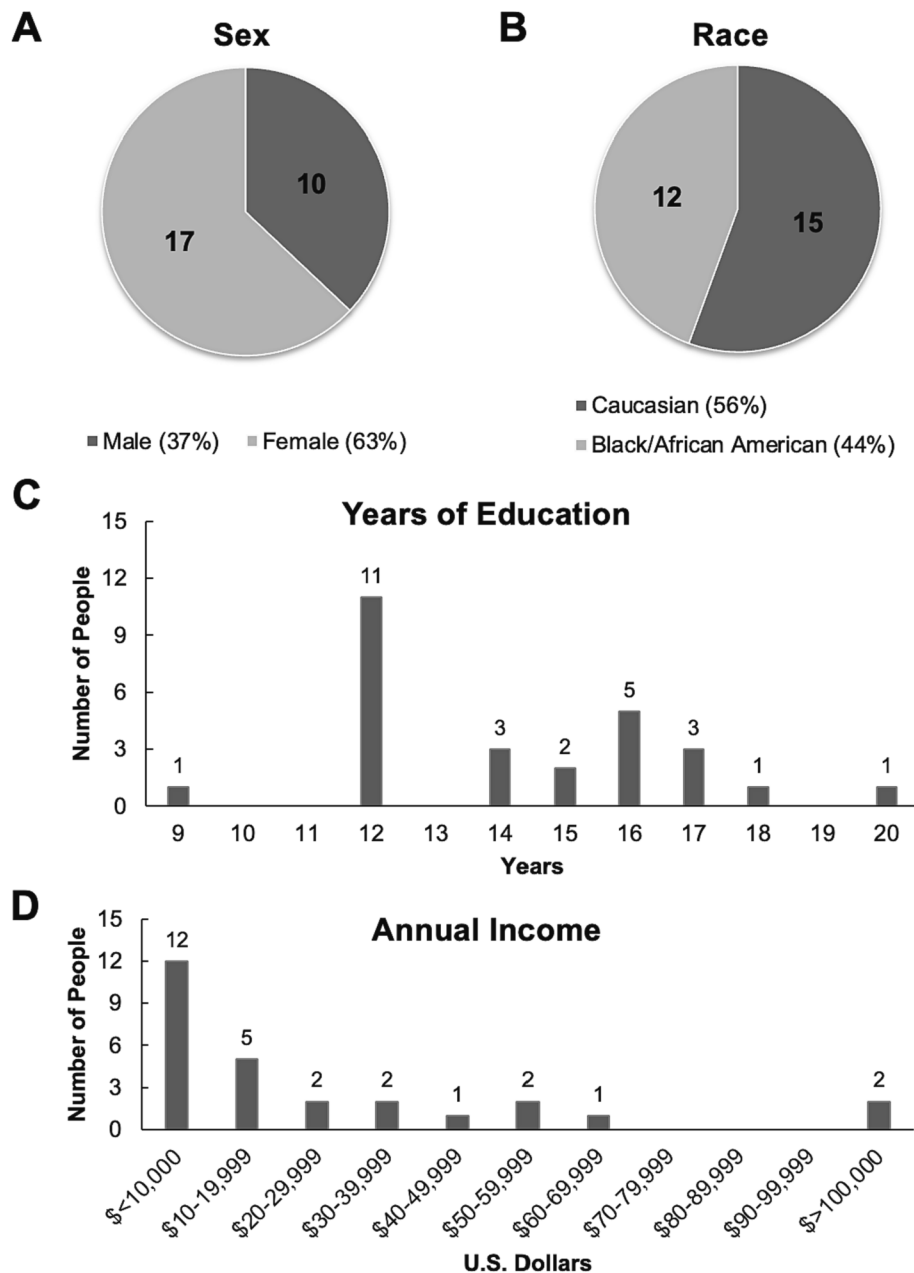 A
Sex
B
Race
10
17
12
15
Male (37%) Female (63%)
Caucasian (56%)
Black/African American (44%)
C
Years of Education
Number of People
15
12
9
6
3
0
1
11
3
2
5
3
1
1
9 10 11 12 13 14 15 16 17 18 19 20
Years
D
Annual Income
Number of People
15
12
9
6
3
0
12
5
2
2
1
2
1
2
$<10,000
$10-19,999
$20-29,999
$30-39,999
$40-49,999
$50-59,999
$60-69,999
$70-79,999
$80-89,999
$90-99,999
$>100,000
U.S. Dollars